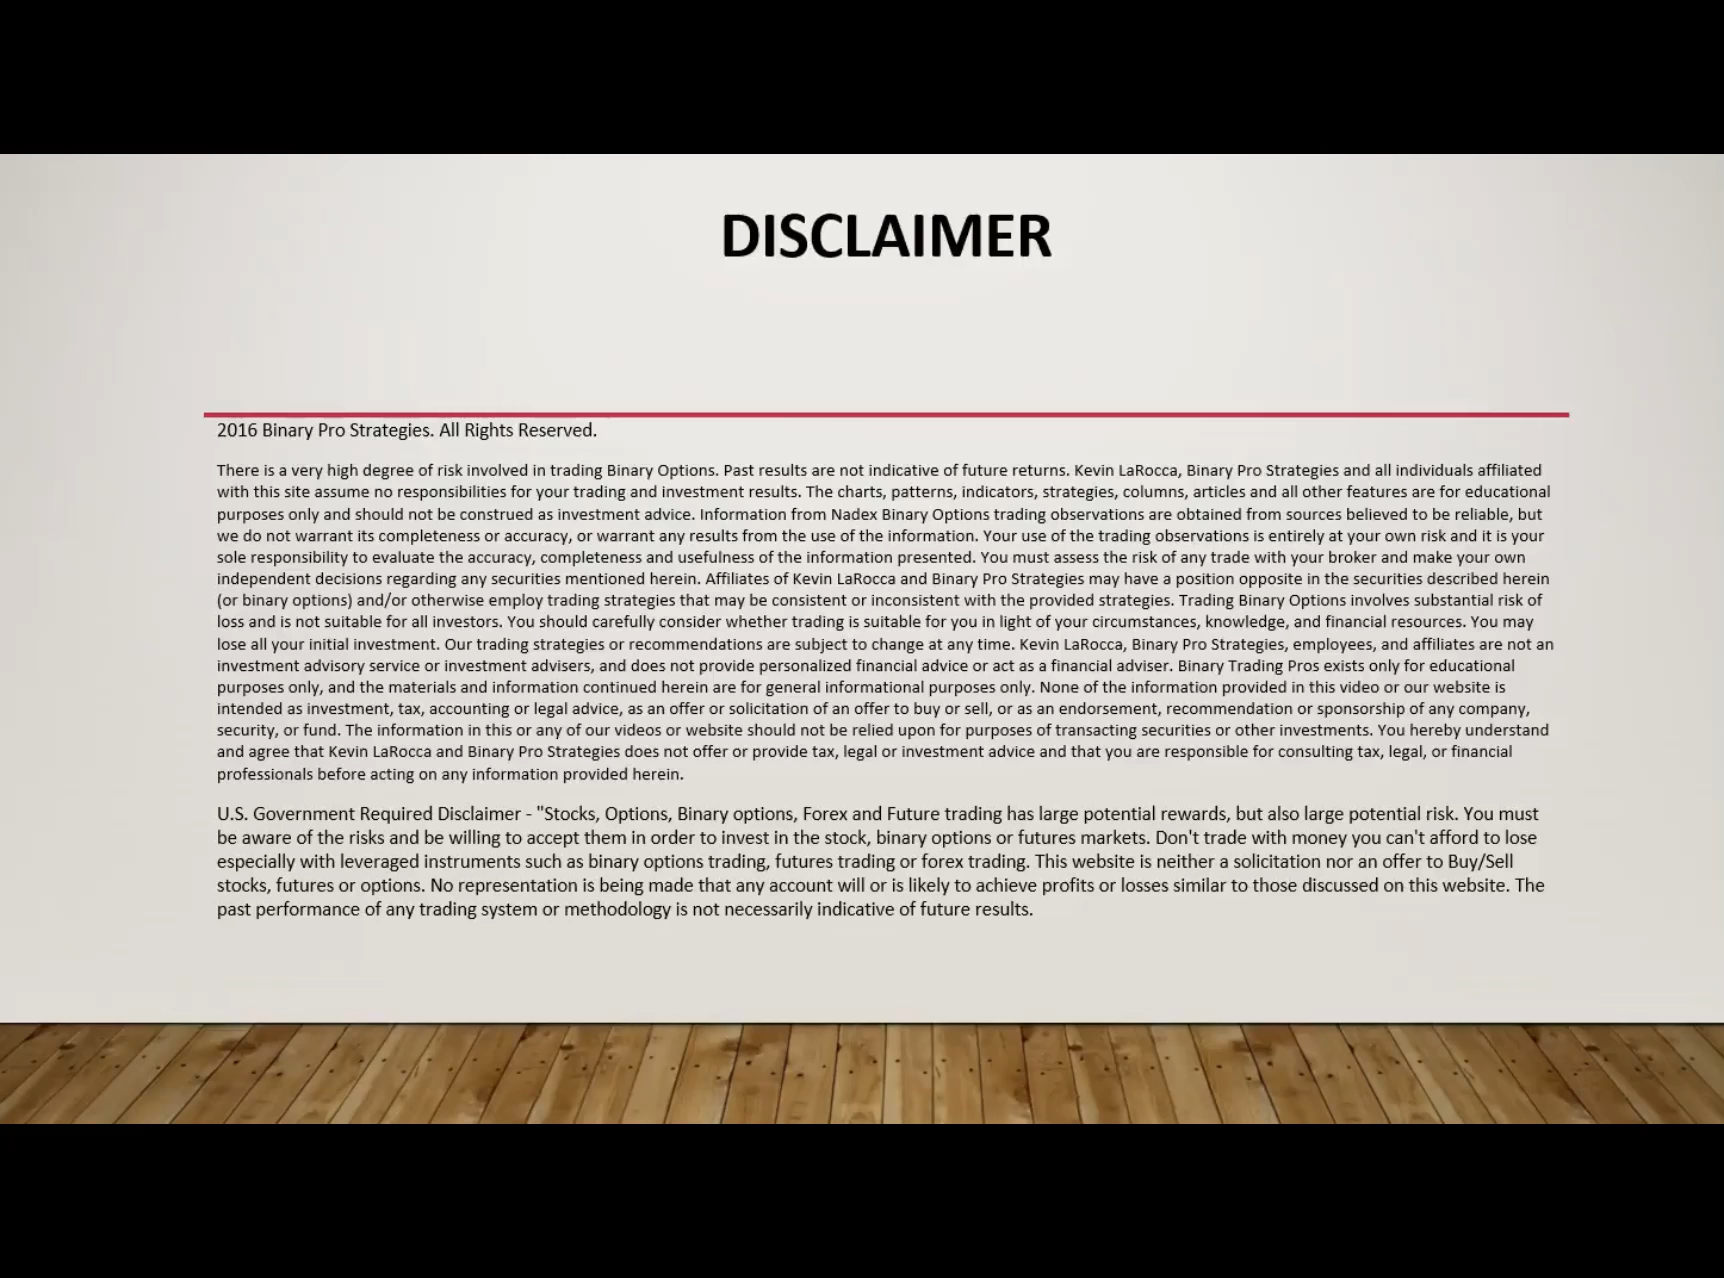 DISCLAIMER
2016 Binary Pro Strategies. All Rights Reserved.
There is a very high degree of risk involved in trading Binary Options. Past results are not indicative of future returns. Kevin LaRocca, Binary Pro Strategies and all individuals affiliated
with this site assume no responsibilities for your trading and investment results. The charts, patterns, indicators, strategies, columns, articles and all other features are for educational
purposes only and should not be construed as investment advice. Information from Nadex Binary Options trading observations are obtained from sources believed to be reliable, but
we do not warrant its completeness or accuracy, or warrant any results from the use of the information. Your use of the trading observations is entirely at your own risk and it is your
sole responsibility to evaluate the accuracy, completeness and usefulness of the information presented. You must assess the risk of any trade with your broker and make your own
independent decisions regarding any securities mentioned herein. Affiliates of Kevin LaRocca and Binary Pro Strategies may have a position opposite in the securities described herein
(or binary options) and/or otherwise employ trading strategies that may be consistent or inconsistent with the provided strategies. Trading Binary Options involves substantial risk of
loss and is not suitable for all investors. You should carefully consider whether trading is suitable for you in light of your circumstances, knowledge, and financial resources. You may
lose all your initial investment. Our trading strategies or recommendations are subject to change at any time. Kevin LaRocca, Binary Pro Strategies, employees, and affiliates are not an
investment advisory service or investment advisers, and does not provide personalized financial advice or act as a financial adviser. Binary Trading Pros exists only for educational
purposes only, and the materials and information continued herein are for general informational purposes only. None of the information provided in this video or our website is
intended as investment, tax, accounting or legal advice, as an offer or solicitation of an offer to buy or sell, or as an endorsement, recommendation or sponsorship of any company,
security, or fund. The information in this or any of our videos or website should not be relied upon for purposes of transacting securities or other investments. You hereby understand
and agree that Kevin LaRocca and Binary Pro Strategies does not offer or provide tax, legal or investment advice and that you are responsible for consulting tax, legal, or financial
professionals before acting on any information provided herein.
U.S. Government Required Disclaimer - "Stocks, Options, Binary options, Forex and Future trading has large potential rewards, but also large potential risk. You must
be aware of the risks and be willing to accept them in order to invest in the stock, binary options or futures markets. Don't trade with money you can't afford to lose
especially with leveraged instruments such as binary options trading, futures trading or forex trading. This website is neither a solicitation nor an offer to Buy/Sell
stocks, futures or options. No representation is being made that any account will or is likely to achieve profits or losses similar to those discussed on this website. The
past performance of any trading system or methodology is not necessarily indicative of future results.